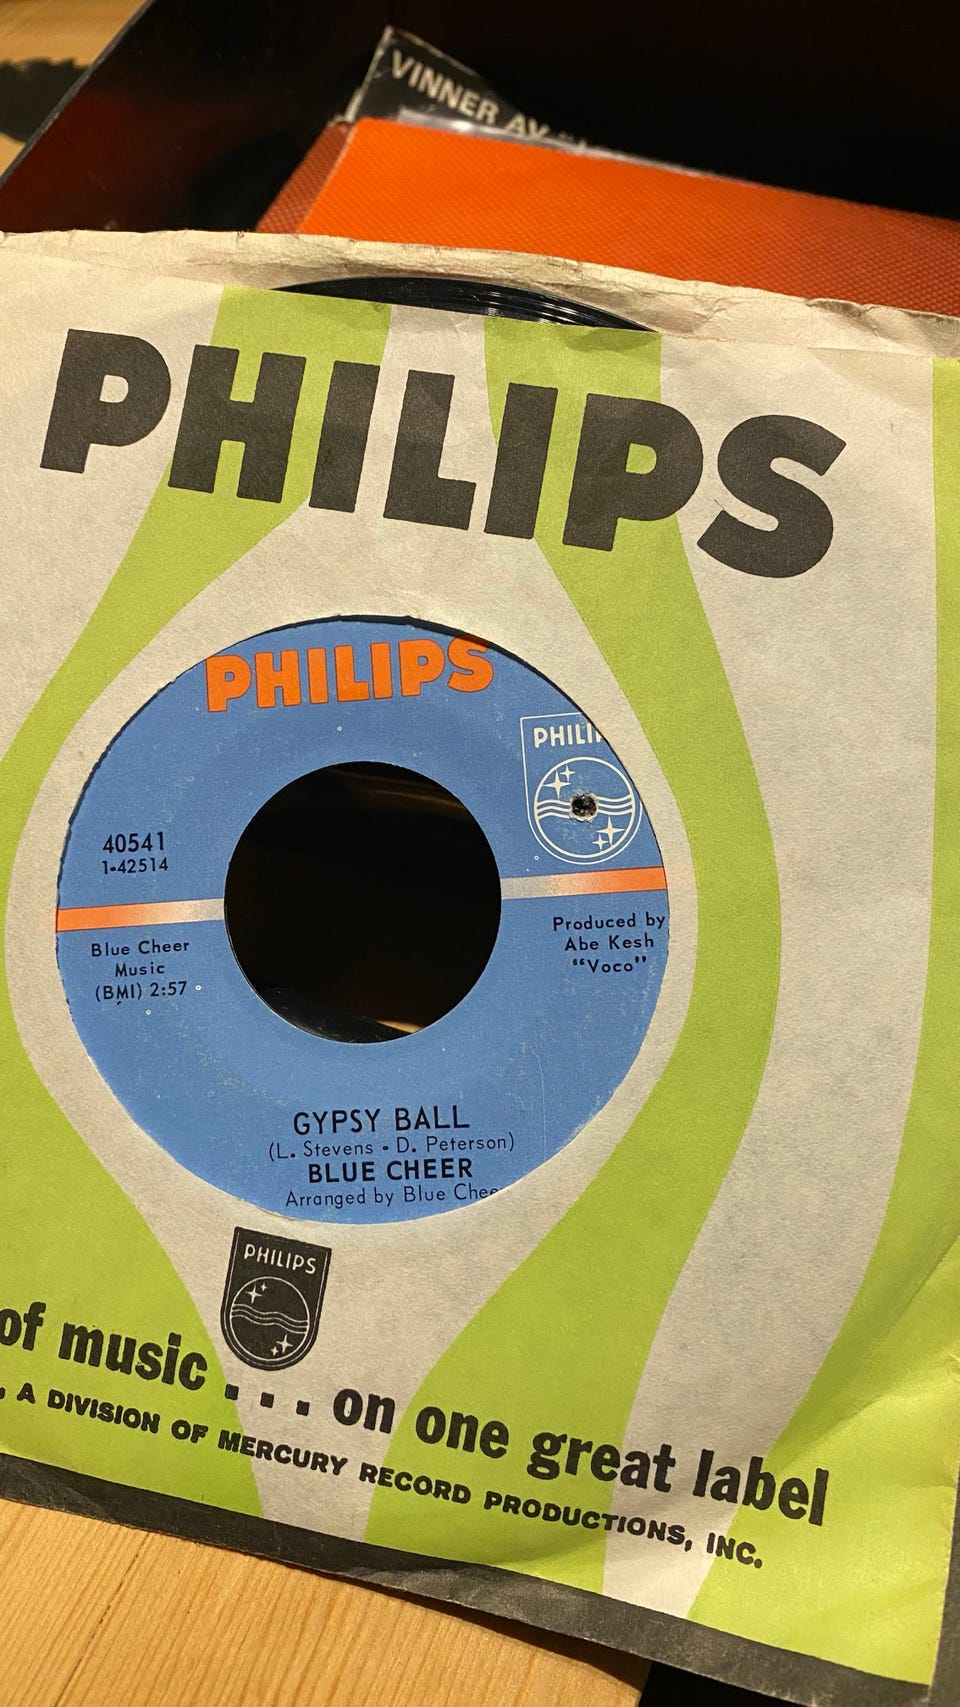 VINNER AV
PHILIPS
PHILIPS
PHILI
40541
1-42514
Blue Cheer
Music
(BMI) 2:57
Produced by
Abe Kesh
"Voco"
GYPSY BALL
(L. Stevens - D. Peterson)
BLUE CHEER
Arranged by Blue Chee
PHILIPS
of music . . . on one great label
, A DIVISION OF MERCURY RECORD PRODUCTIONS, INC.